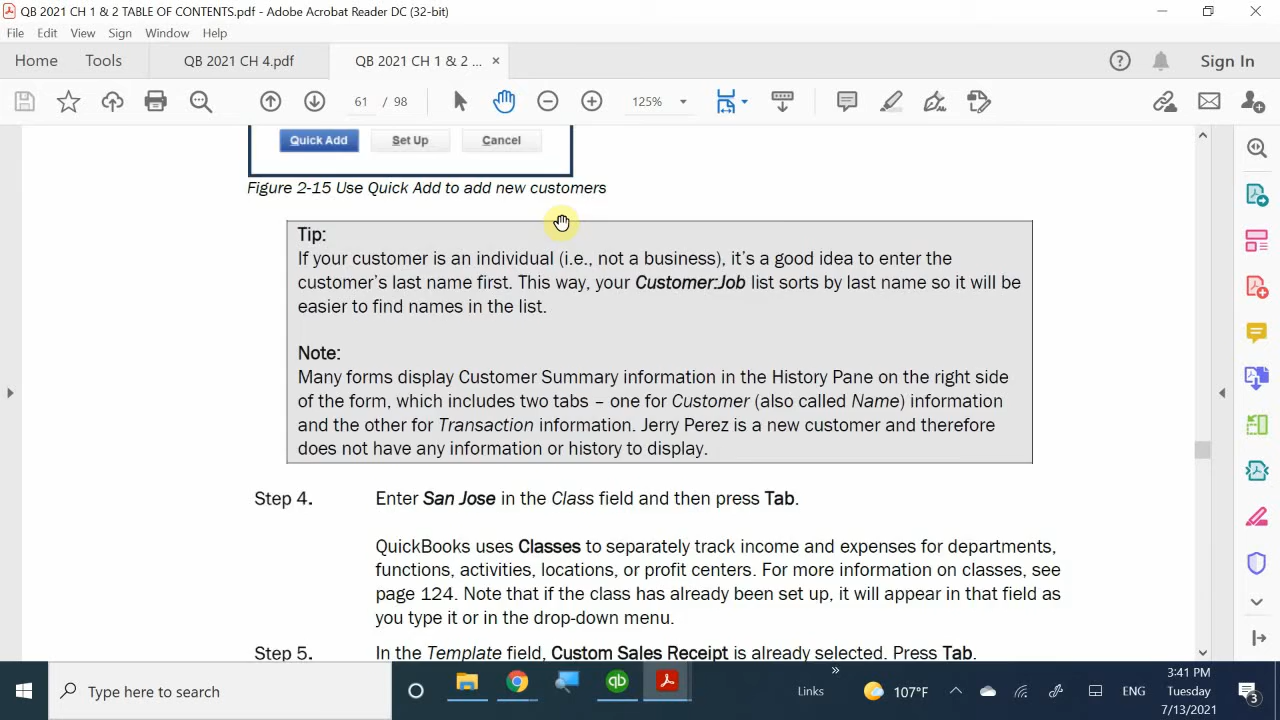 QB 2021 CH 1 & 2 TABLE OF CONTENTS.pdf - Adobe Acrobat Reader DC (32-bit)
File Edit View Sign Window Help
Home Tools QB 2021 CH 4.pdf QB 2021 CH 1 & 2 ... × Sign In
61 / 98 125%
Quick Add Set Up Cancel
Figure 2-15 Use Quick Add to add new customers
Tip:
If your customer is an individual (i.e., not a business), it's a good idea to enter the
customer's last name first. This way, your Customer:Job list sorts by last name so it will be
easier to find names in the list.
Note:
Many forms display Customer Summary information in the History Pane on the right side
of the form, which includes two tabs – one for Customer (also called Name) information
and the other for Transaction information. Jerry Perez is a new customer and therefore
does not have any information or history to display.
Step 4. Enter San Jose in the Class field and then press Tab.
QuickBooks uses Classes to separately track income and expenses for departments,
functions, activities, locations, or profit centers. For more information on classes, see
page 124. Note that if the class has already been set up, it will appear in that field as
you type it or in the drop-down menu.
Step 5. In the Template field, Custom Sales Receipt is already selected. Press Tab.
Type here to search qb Links » 107°F ENG
3:41 PM
Tuesday
7/13/2021
3